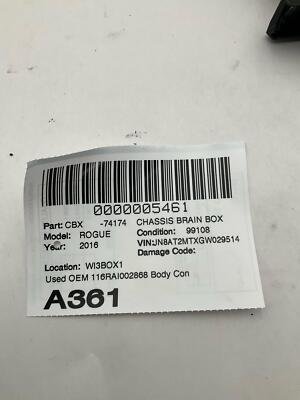 0000005461
Part: CBX -74174 CHASSIS BRAIN BOX
Model: ROGUE Condition: 99108
Year: 2016 VIN:JN8AT2MTXGW029514
Damage Code:
Location: WI3BOX1
Used OEM 116RAI002868 Body Con
A361